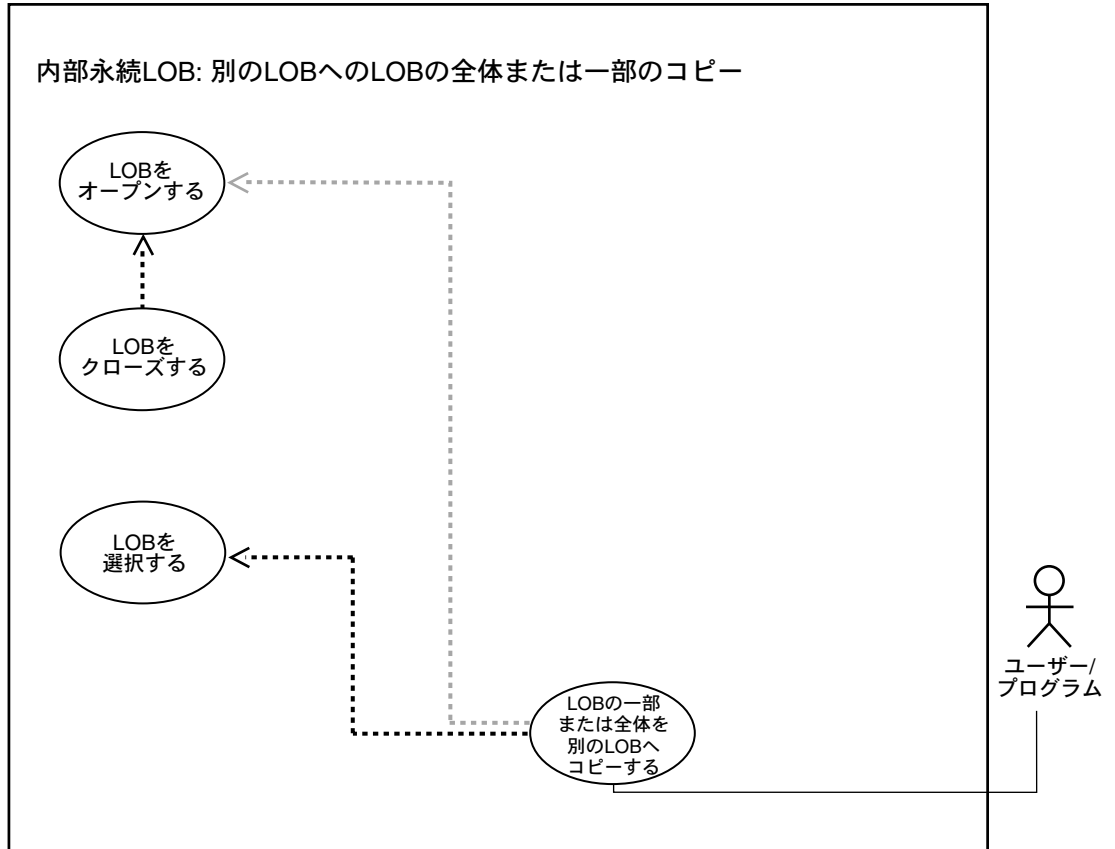 内部永続LOB: 別のLOBへのLOBの全体または一部のコピー
LOBを
オープンする
LOBを
クローズする
LOBを
選択する
ユーザー/
プログラム
LOBの一部
または全体を
別のLOBへ
コピーする